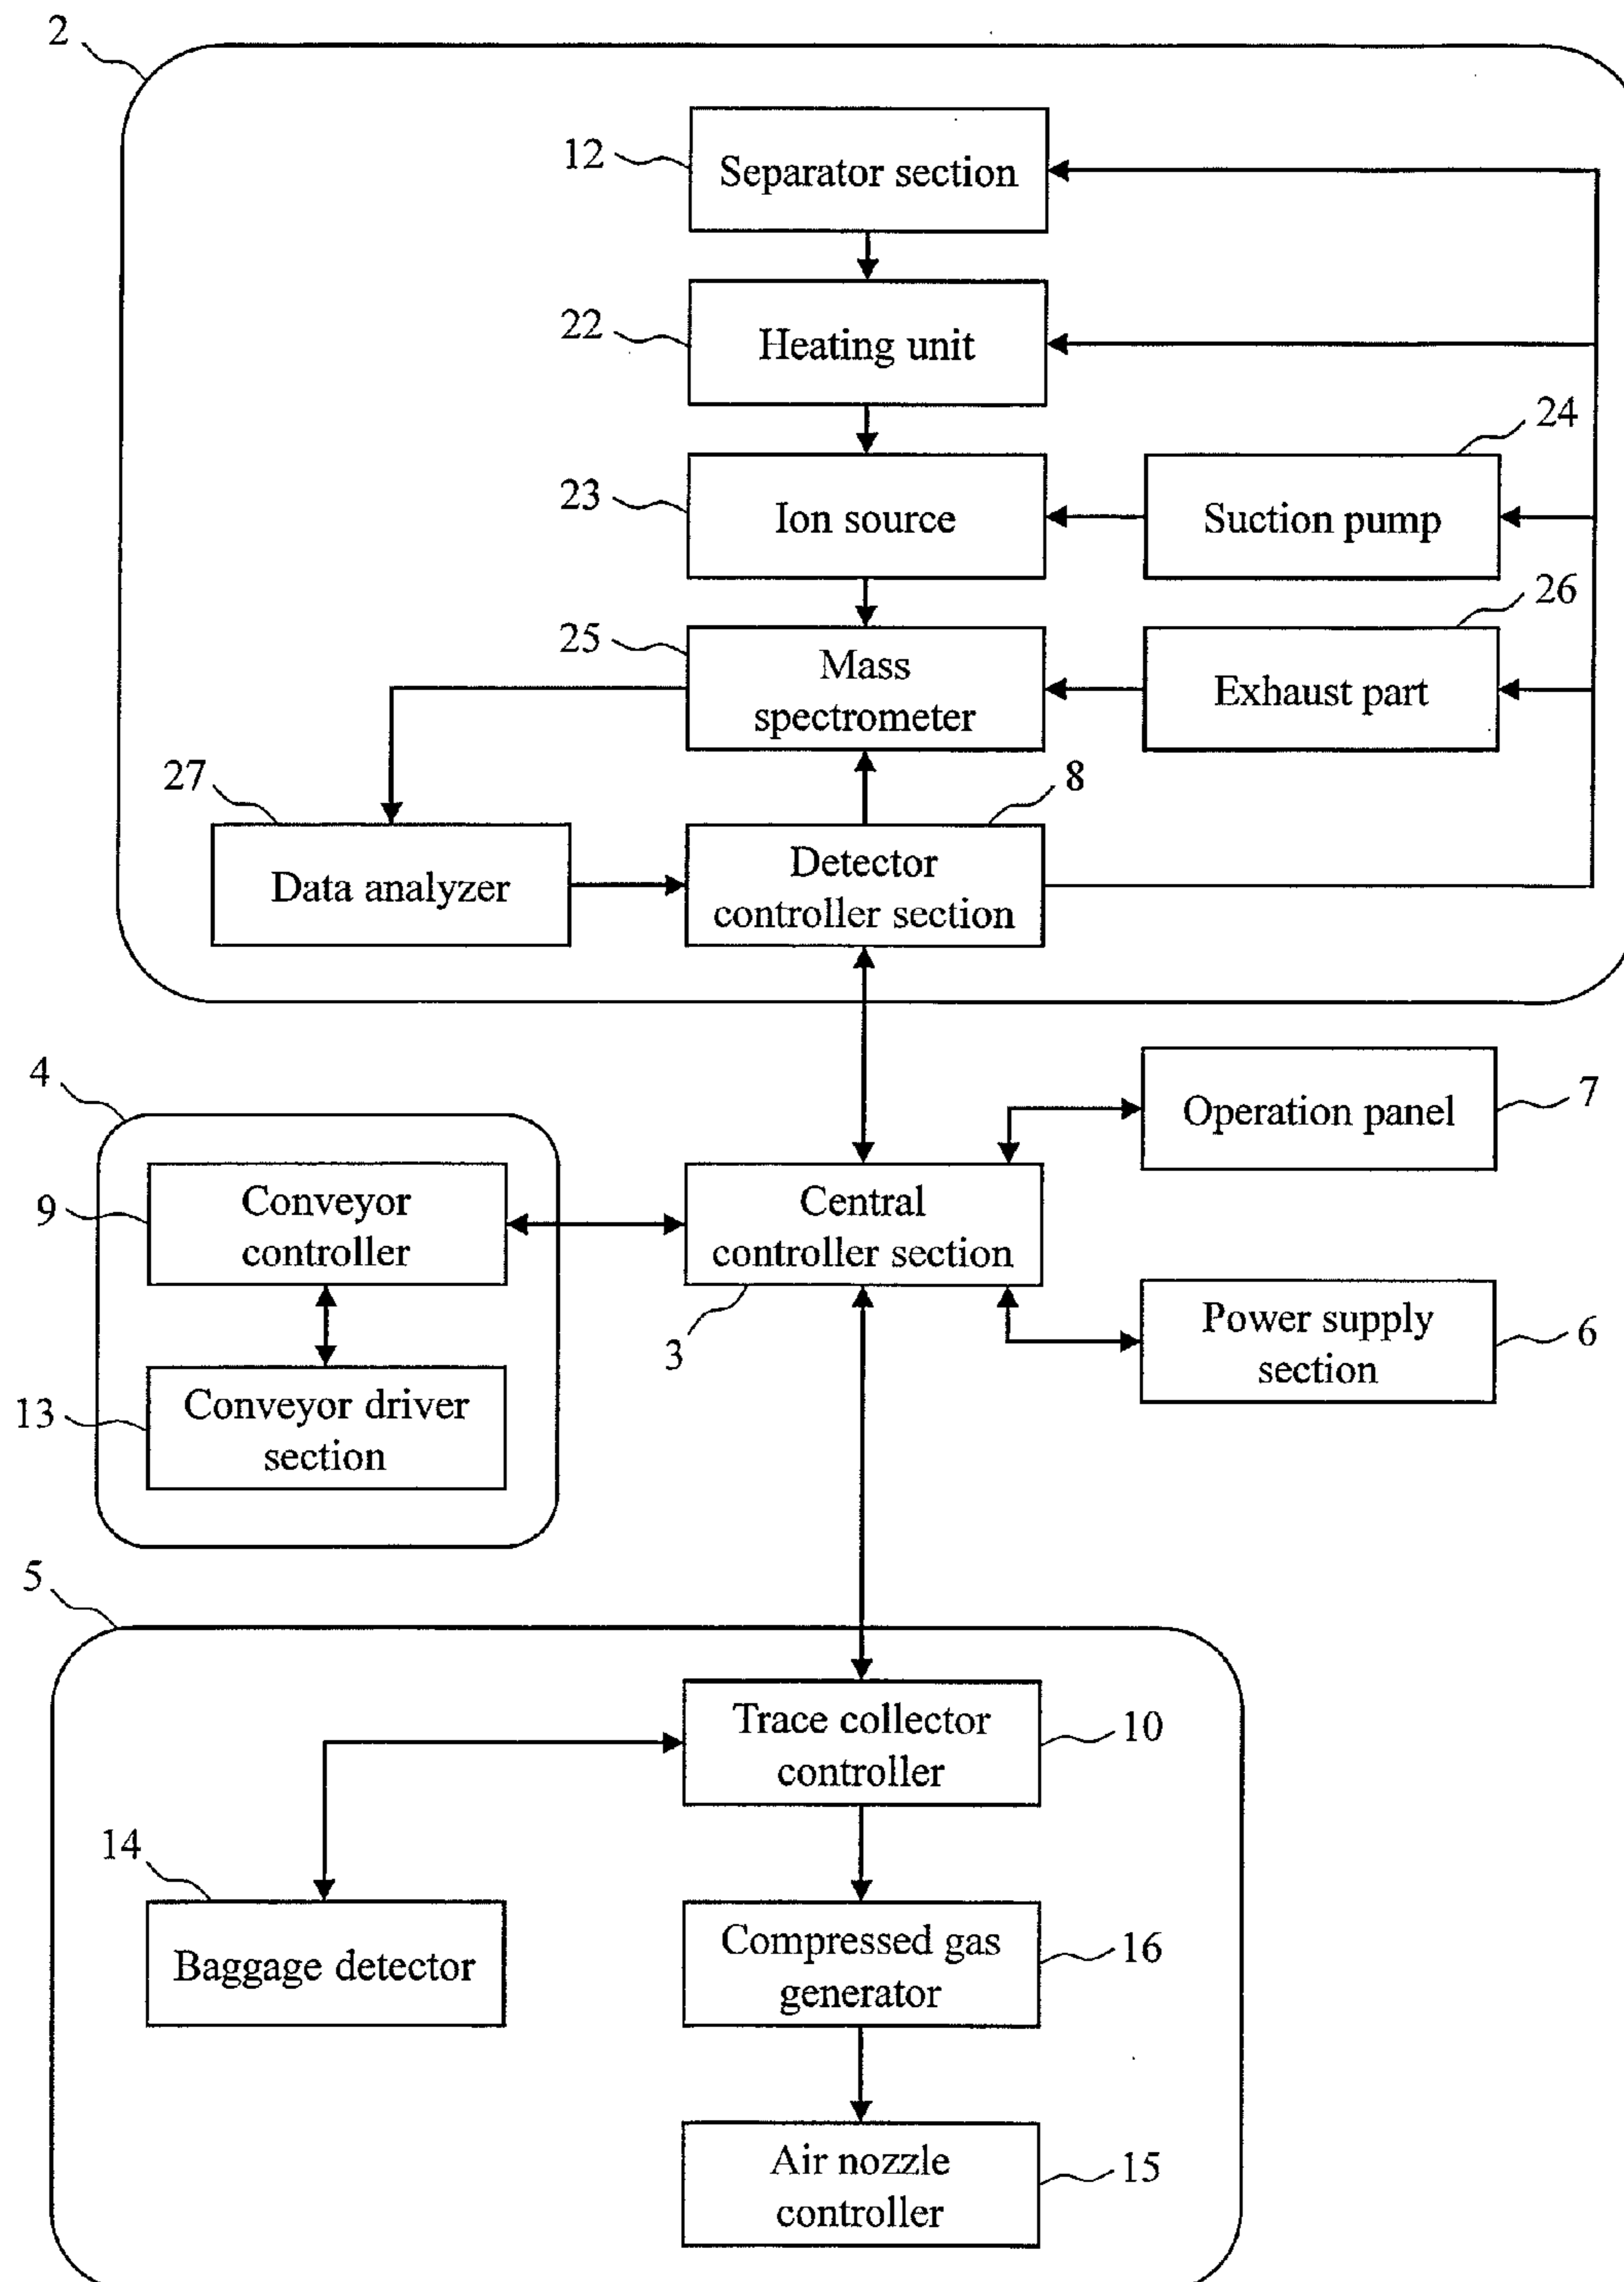 2
12
Separator section
22
Heating unit
24
23
Ion source
Suction pump
26
25
Mass
spectrometer
Exhaust part
27
8
Data analyzer
Detector
controller section
4
Operation panel
7
9
Conveyor
controller
Central
controller section
3
Power supply
section
6
13
Conveyor driver
section
5
Trace collector
controller
10
14
Baggage detector
Compressed gas
generator
16
Air nozzle
controller
15